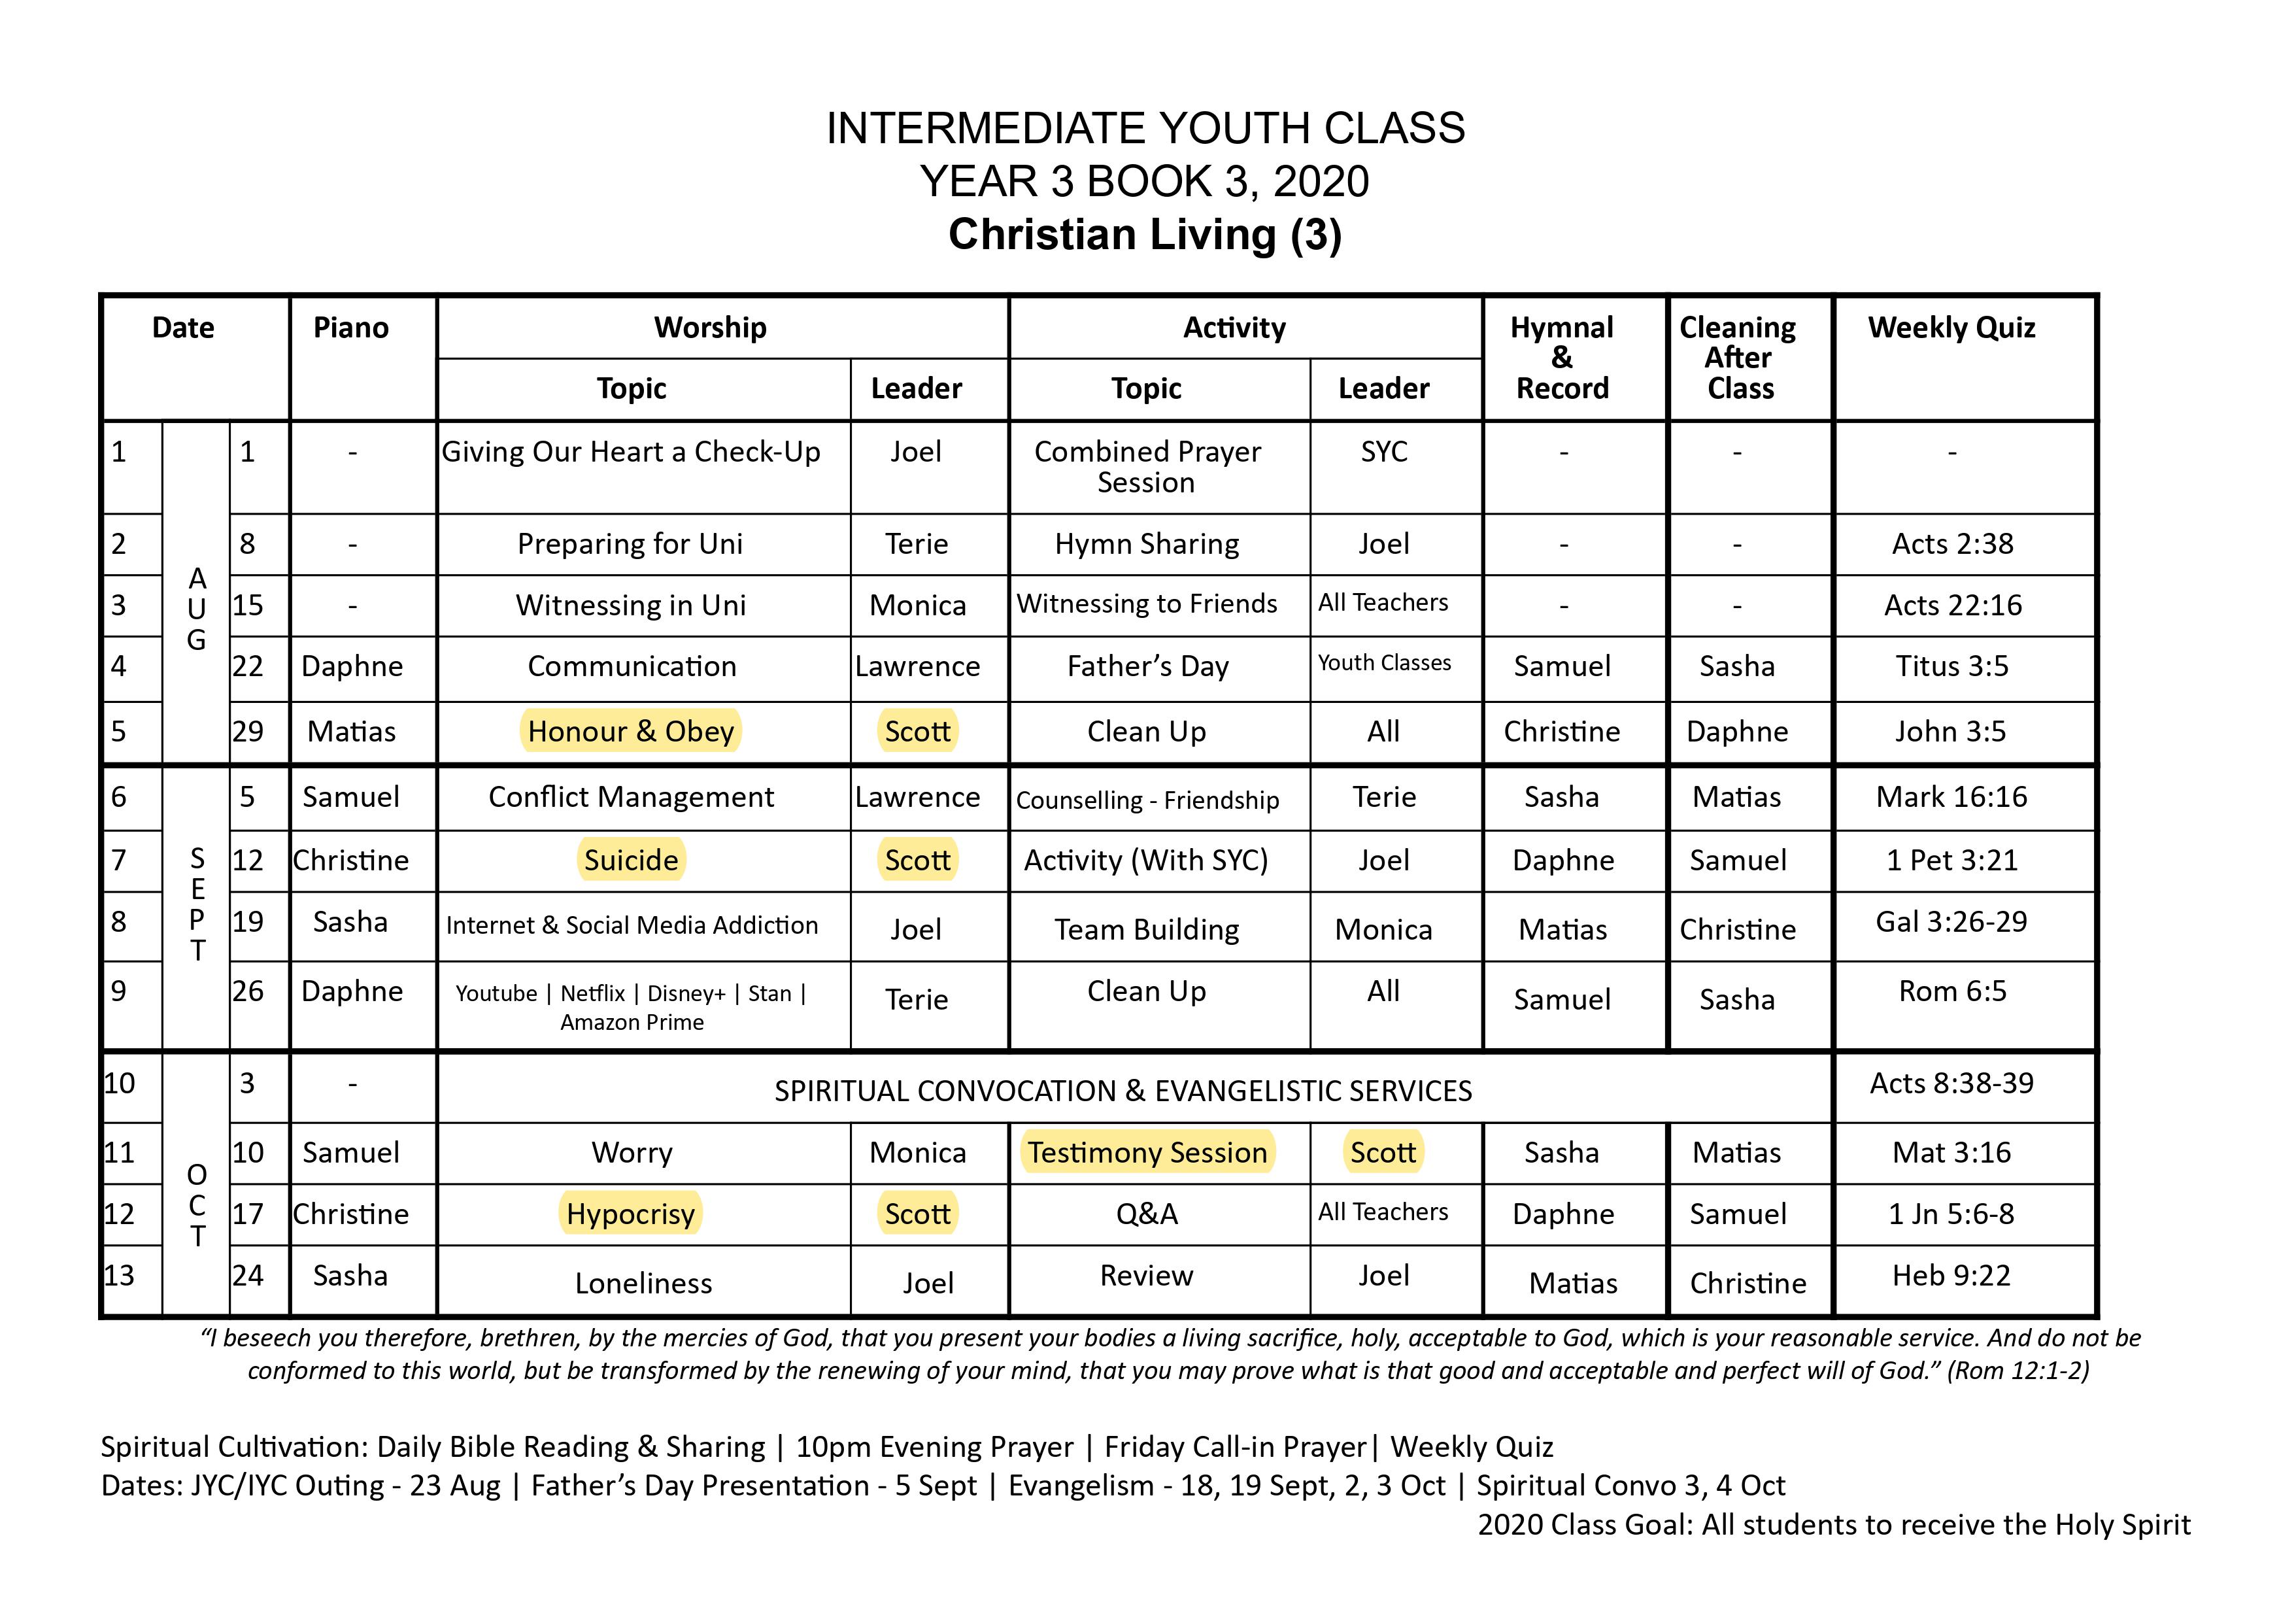 INTERMEDIATE YOUTH CLASS
YEAR 3 BOOK 3, 2020
Christian Living (3)
Date Piano Worship Activity Hymnal & Record Cleaning After Class Weekly Quiz
Topic Leader Topic Leader
AUG
1 1 - Giving Our Heart a Check-Up Joel Combined Prayer Session SYC - - -
2 8 - Preparing for Uni Terie Hymn Sharing Joel - - Acts 2:38
3 15 - Witnessing in Uni Monica Witnessing to Friends All Teachers - - Acts 22:16
4 22 Daphne Communication Lawrence Father’s Day Youth Classes Samuel Sasha Titus 3:5
5 29 Matias Honour & Obey Scott Clean Up All Christine Daphne John 3:5
SEPT
6 5 Samuel Conflict Management Lawrence Counselling - Friendship Terie Sasha Matias Mark 16:16
7 12 Christine Suicide Scott Activity (With SYC) Joel Daphne Samuel 1 Pet 3:21
8 19 Sasha Internet & Social Media Addiction Joel Team Building Monica Matias Christine Gal 3:26-29
9 26 Daphne Youtube | Netflix | Disney+ | Stan | Amazon Prime Terie Clean Up All Samuel Sasha Rom 6:5
OCT
10 3 - SPIRITUAL CONVOCATION & EVANGELISTIC SERVICES Acts 8:38-39
11 10 Samuel Worry Monica Testimony Session Scott Sasha Matias Mat 3:16
12 17 Christine Hypocrisy Scott Q&A All Teachers Daphne Samuel 1 Jn 5:6-8
13 24 Sasha Loneliness Joel Review Joel Matias Christine Heb 9:22
“I beseech you therefore, brethren, by the mercies of God, that you present your bodies a living sacrifice, holy, acceptable to God, which is your reasonable service. And do not be
conformed to this world, but be transformed by the renewing of your mind, that you may prove what is that good and acceptable and perfect will of God.” (Rom 12:1-2)
Spiritual Cultivation: Daily Bible Reading & Sharing | 10pm Evening Prayer | Friday Call-in Prayer| Weekly Quiz
Dates: JYC/IYC Outing - 23 Aug | Father’s Day Presentation - 5 Sept | Evangelism - 18, 19 Sept, 2, 3 Oct | Spiritual Convo 3, 4 Oct
2020 Class Goal: All students to receive the Holy Spirit